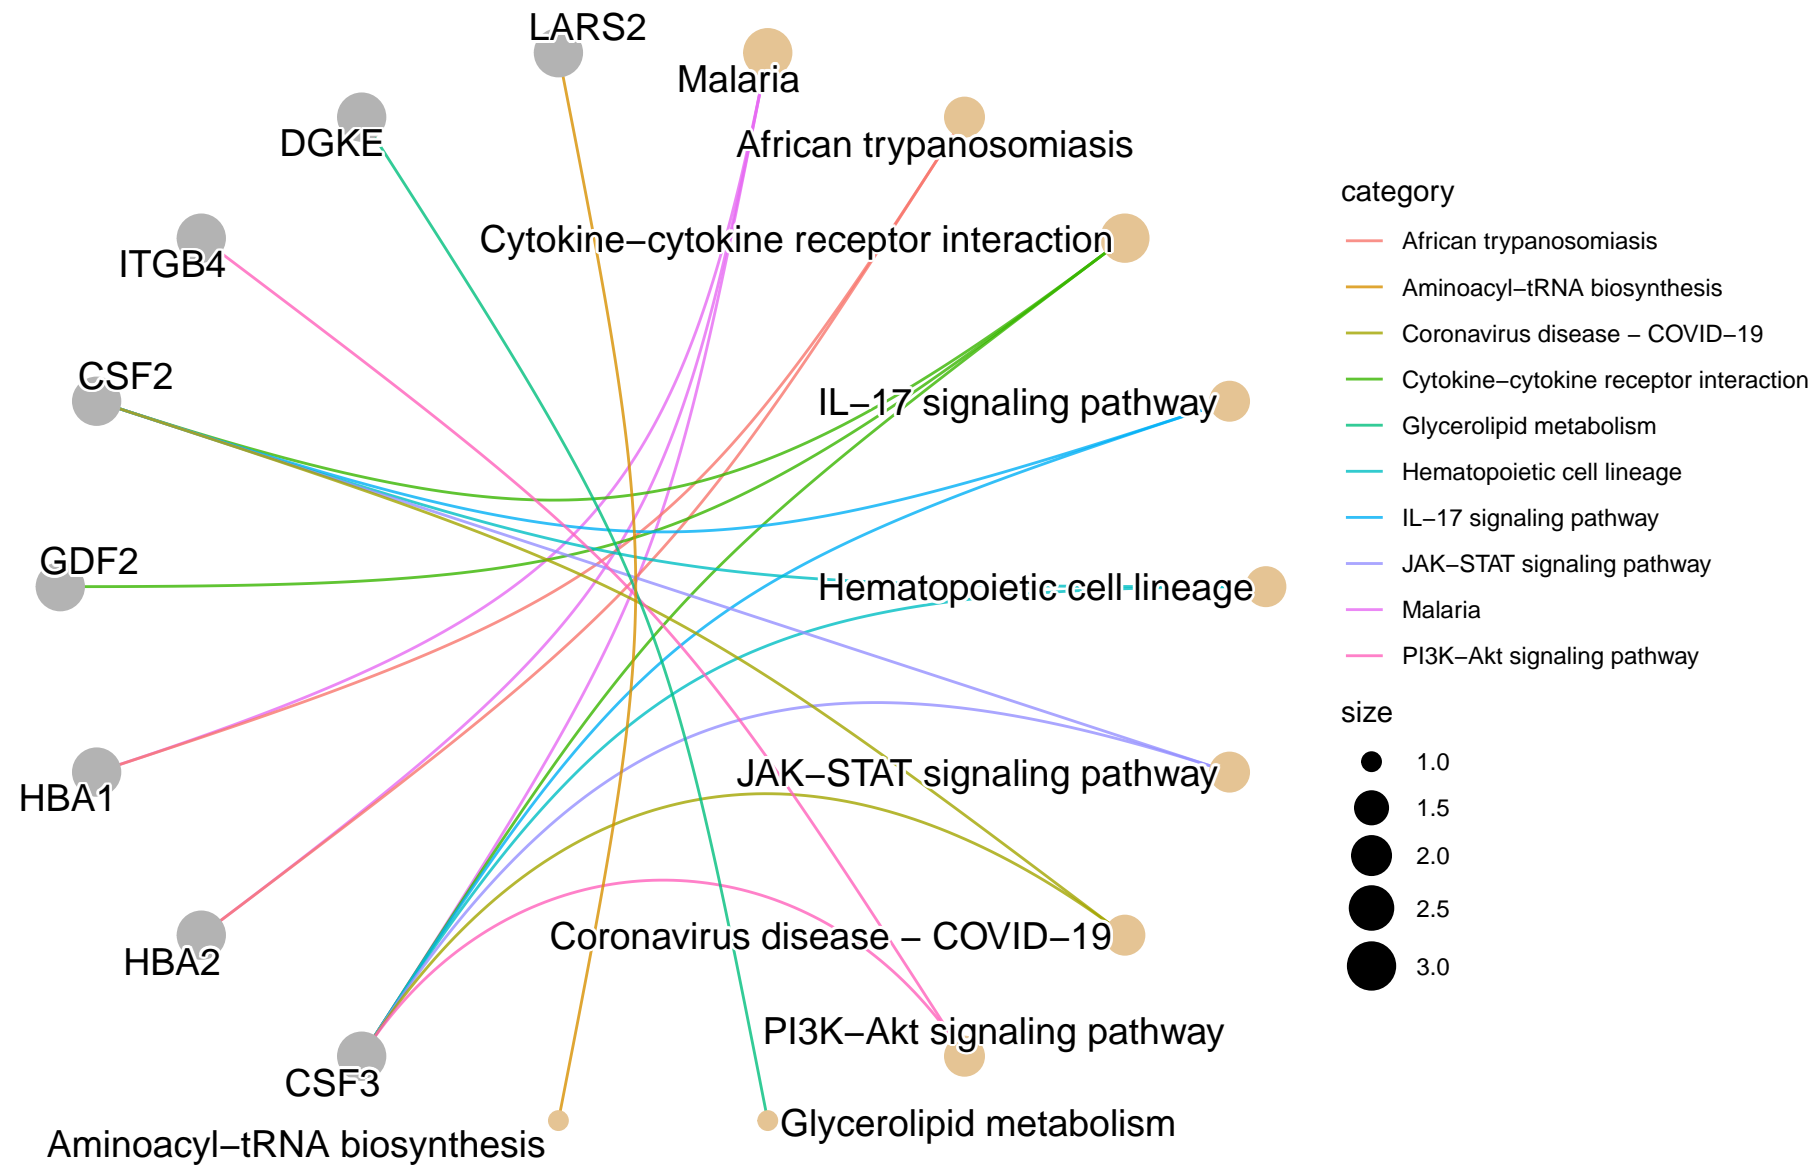 LARS2
Malaria
DGKE
African trypanosomiasis
Cytokine−cytokine receptor interaction
ITGB4
CSF2
IL−17 signaling pathway
GDF2
Hematopoietic cell lineage
HBA1
JAK−STAT signaling pathway
HBA2
Coronavirus disease − COVID−19
PI3K−Akt signaling pathway
CSF3
Glycerolipid metabolism
Aminoacyl−tRNA biosynthesis
category
African trypanosomiasis
Aminoacyl−tRNA biosynthesis
Coronavirus disease − COVID−19
Cytokine−cytokine receptor interaction
Glycerolipid metabolism
Hematopoietic cell lineage
IL−17 signaling pathway
JAK−STAT signaling pathway
Malaria
PI3K−Akt signaling pathway
size
1.0
1.5
2.0
2.5
3.0